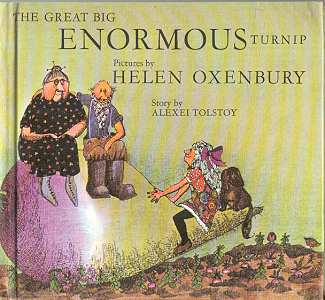 THE GREAT BIG
ENORMOUS TURNIP
Pictures by
HELEN OXENBURY
Story by
ALEXEI TOLSTOY